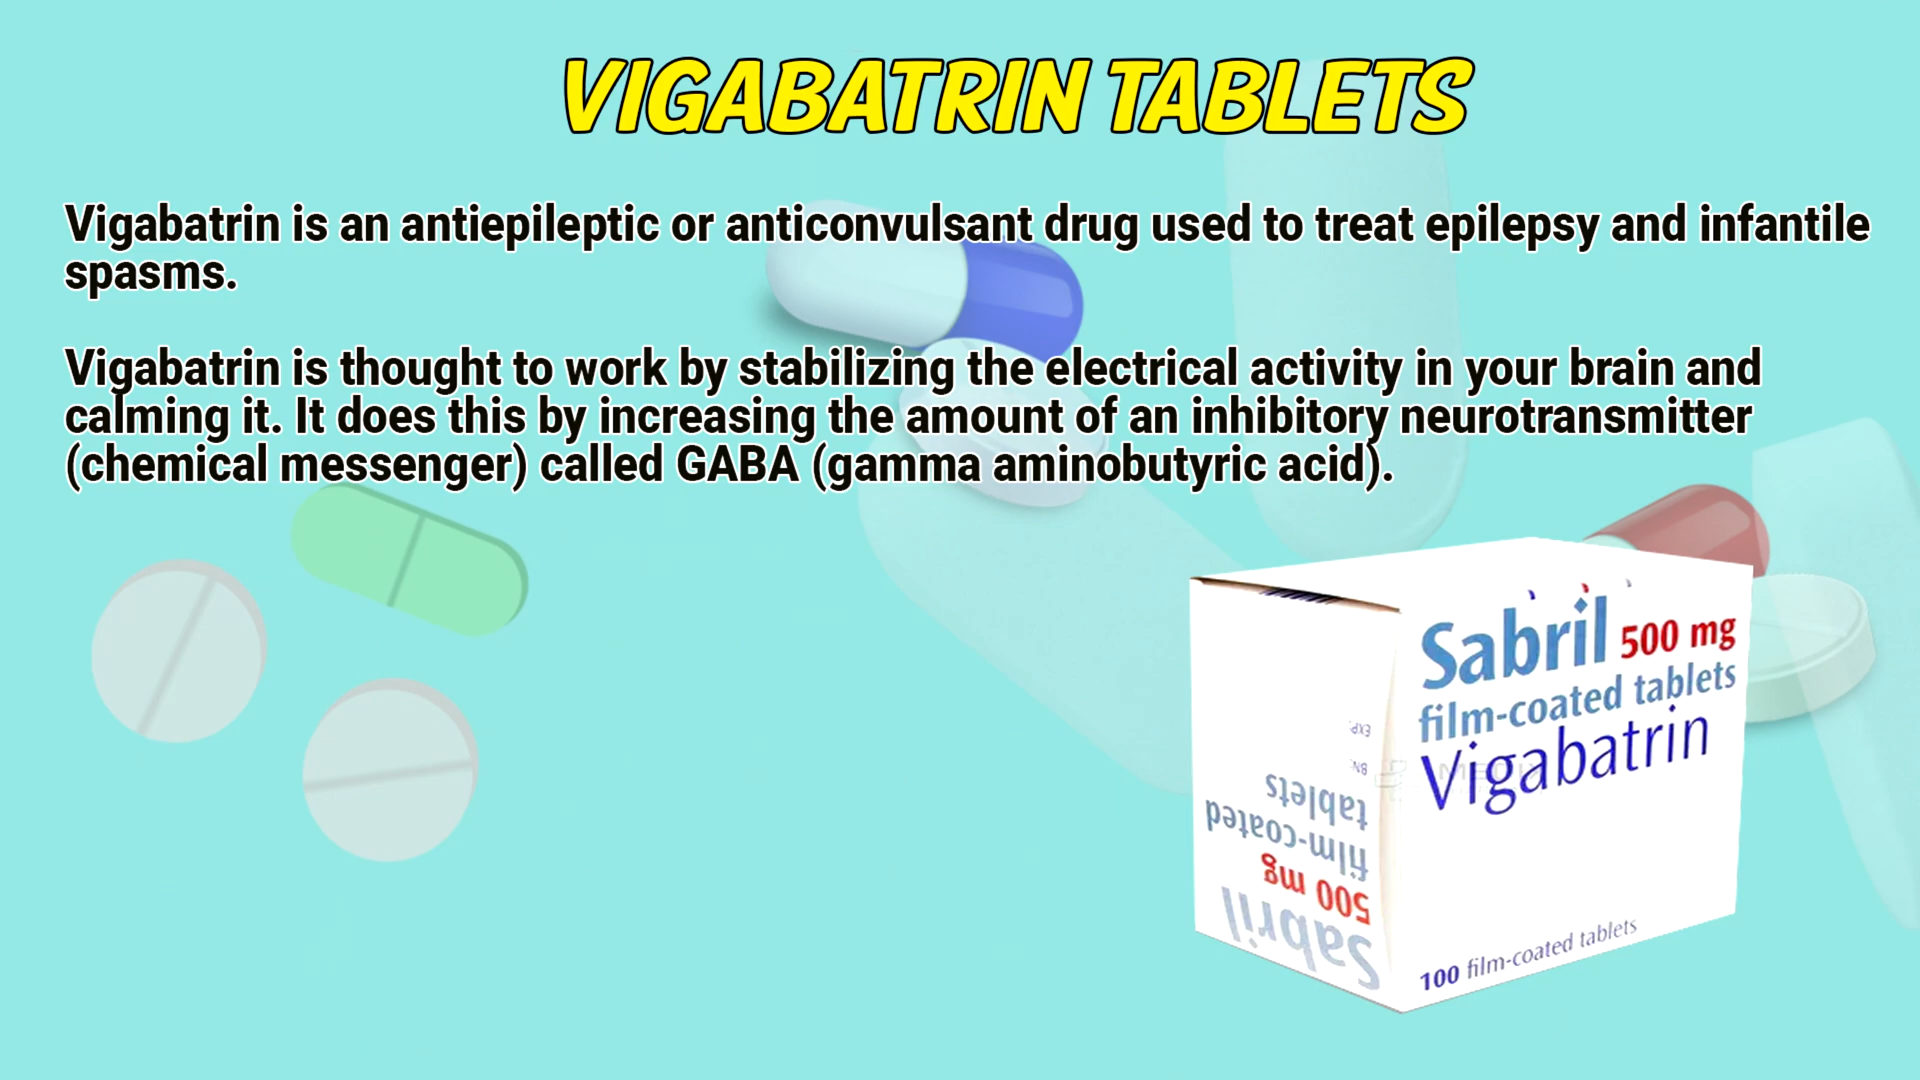 VIGABATRIN TABLETS
Vigabatrin is an antiepileptic or anticonvulsant drug used to treat epilepsy and infantile
spasms.
Vigabatrin is thought to work by stabilizing the electrical activity in your brain and
calming it. It does this by increasing the amount of an inhibitory neurotransmitter
(chemical messenger) called GABA (gamma aminobutyric acid).
Sabril 500 mg
film-coated tablets
Vigabatrin
100 film-coated tablets
Sabril
500 mg
film-coated
tablets
BN:
EXP: